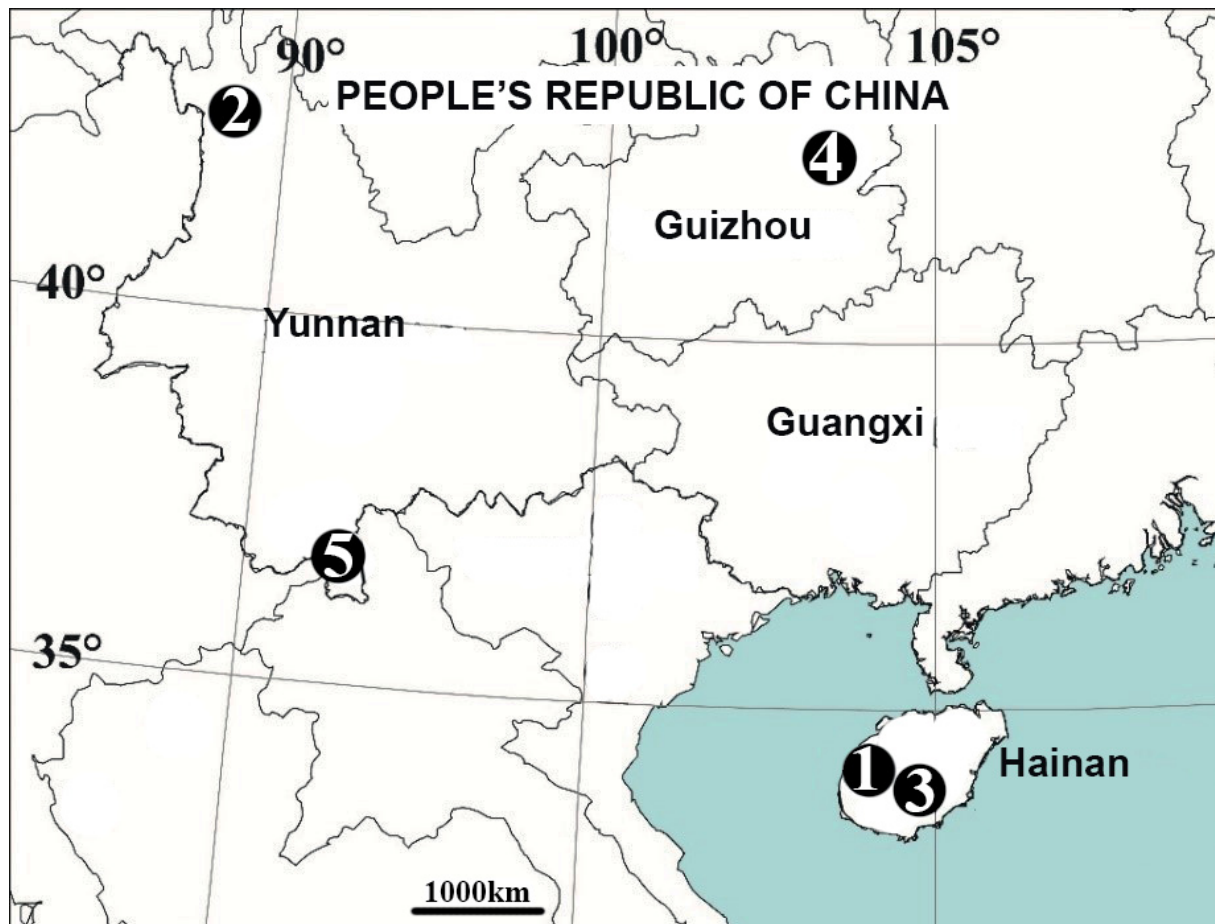 90°
100°
105°
PEOPLE'S REPUBLIC OF CHINA
2
4
Guizhou
40°
Yunnan
Guangxi
5
35°
Hainan
1
3
1000km